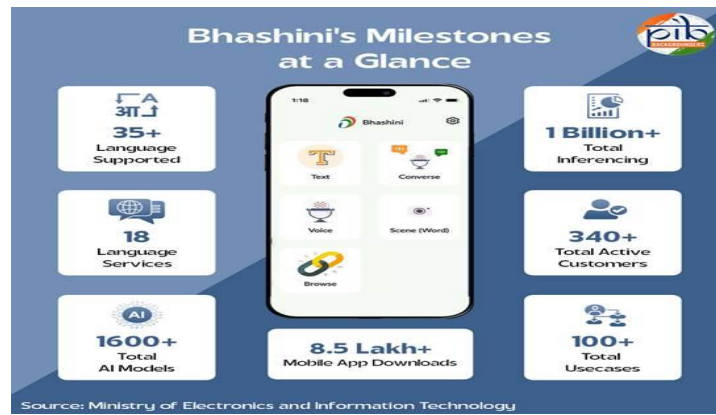 Bhashini's Milestones
at a Glance
pib
BACKGROUNDERS
A
आ
35+
Language
Supported
18
Language
Services
AI
1600+
Total
AI Models
1:18
Bhashini
T
Text
Converse
Voice
Scene (Word)
Browse
8.5 Lakh+
Mobile App Downloads
1 Billion+
Total
Inferencing
340+
Total Active
Customers
100+
Total
Usecases
Source: Ministry of Electronics and Information Technology